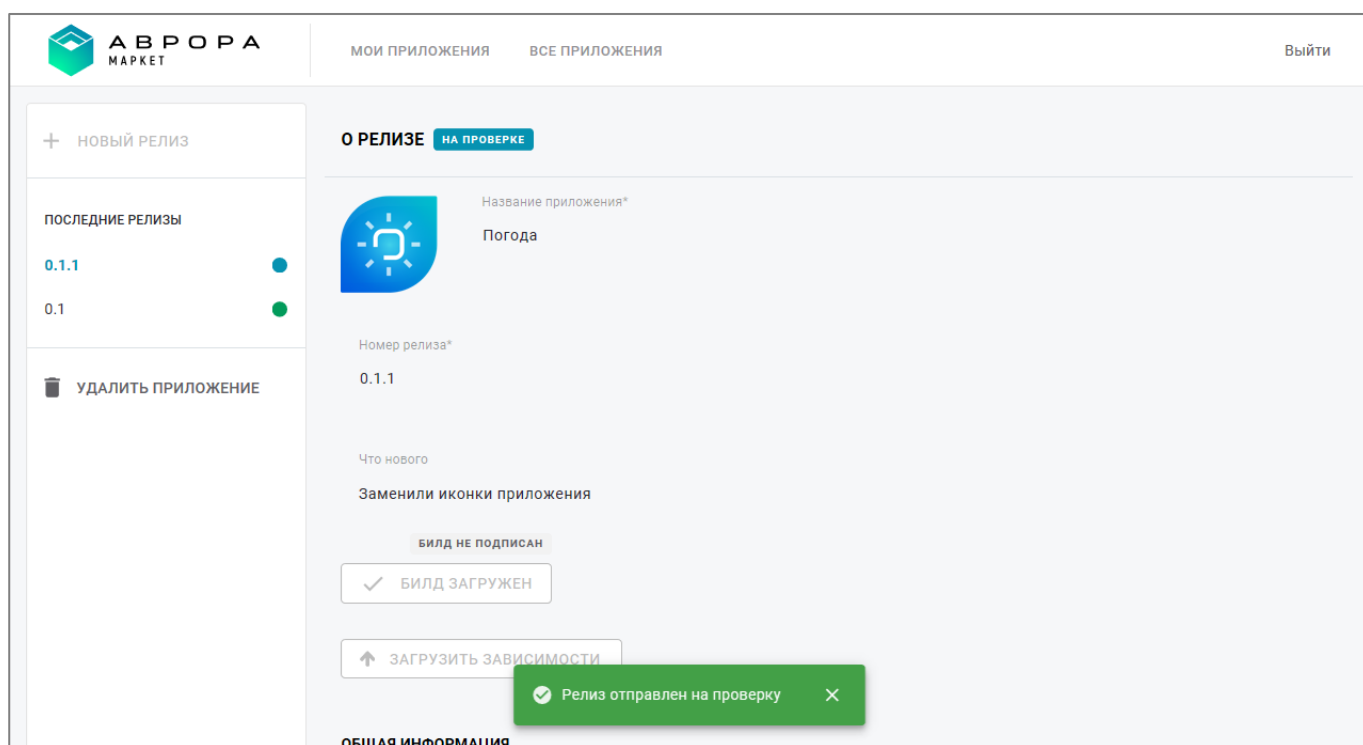 АВРОРА
МАРКЕТ
МОИ ПРИЛОЖЕНИЯ
ВСЕ ПРИЛОЖЕНИЯ
Выйти
НОВЫЙ РЕЛИЗ
ПОСЛЕДНИЕ РЕЛИЗЫ
0.1.1
0.1
УДАЛИТЬ ПРИЛОЖЕНИЕ
О РЕЛИЗЕ НА ПРОВЕРКЕ
Название приложения*
Погода
Номер релиза*
0.1.1
Что нового
Заменили иконки приложения
БИЛД НЕ ПОДПИСАН
БИЛД ЗАГРУЖЕН
ЗАГРУЗИТЬ ЗАВИСИМОСТИ
Релиз отправлен на проверку
ОБЩАЯ ИНФОРМАЦИЯ